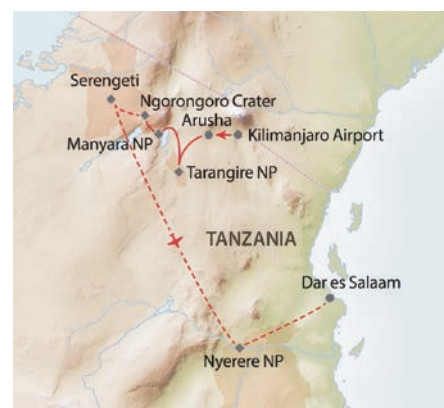 Serengeti
Ngorongoro Crater
Arusha
Manyara NP
Kilimanjaro Airport
Tarangire NP
TANZANIA
Dar es Salaam
Nyerere NP